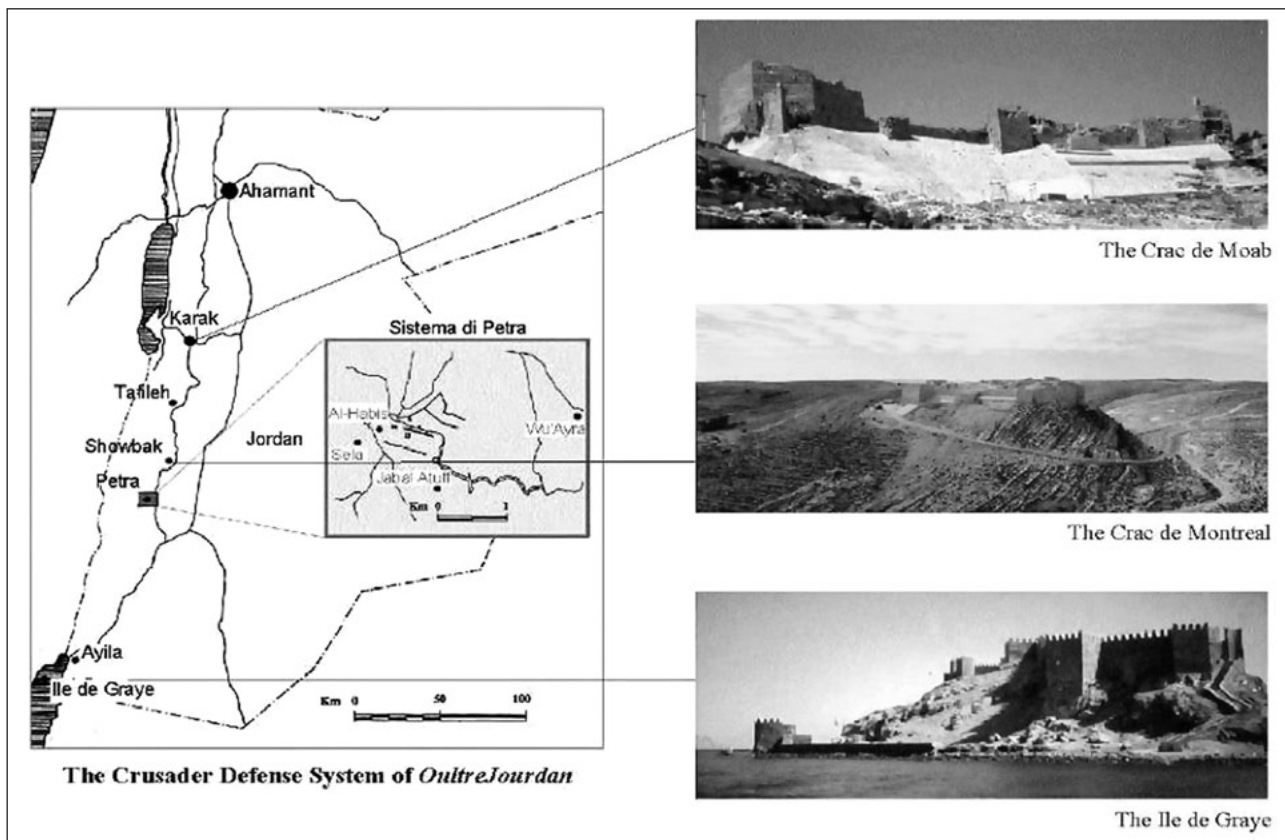 Ahamant
Karak
Sistema di Petra
Tafileh
Al-Habis
Wu'Ayra
Showbak
Jordan
Sela
Petra
Jabal Atuff
Km 0 1
Ayila
Ile de Graye
Km 0 50 100
The Crusader Defense System of OultreJourdan
The Crac de Moab
The Crac de Montreal
The Ile de Graye